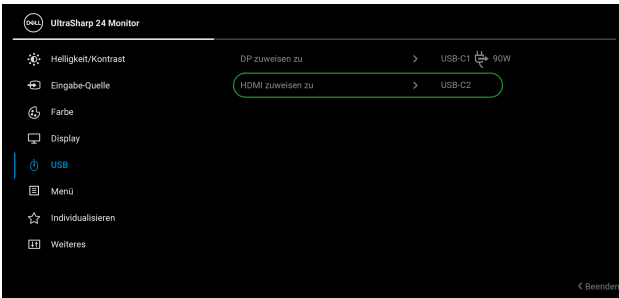 DELL UltraSharp 24 Monitor
Helligkeit/Kontrast DP zuweisen zu > USB-C1 90W
Eingabe-Quelle HDMI zuweisen zu > USB-C2
Farbe
Display
USB
Menü
Individualisieren
Weiteres
< Beenden